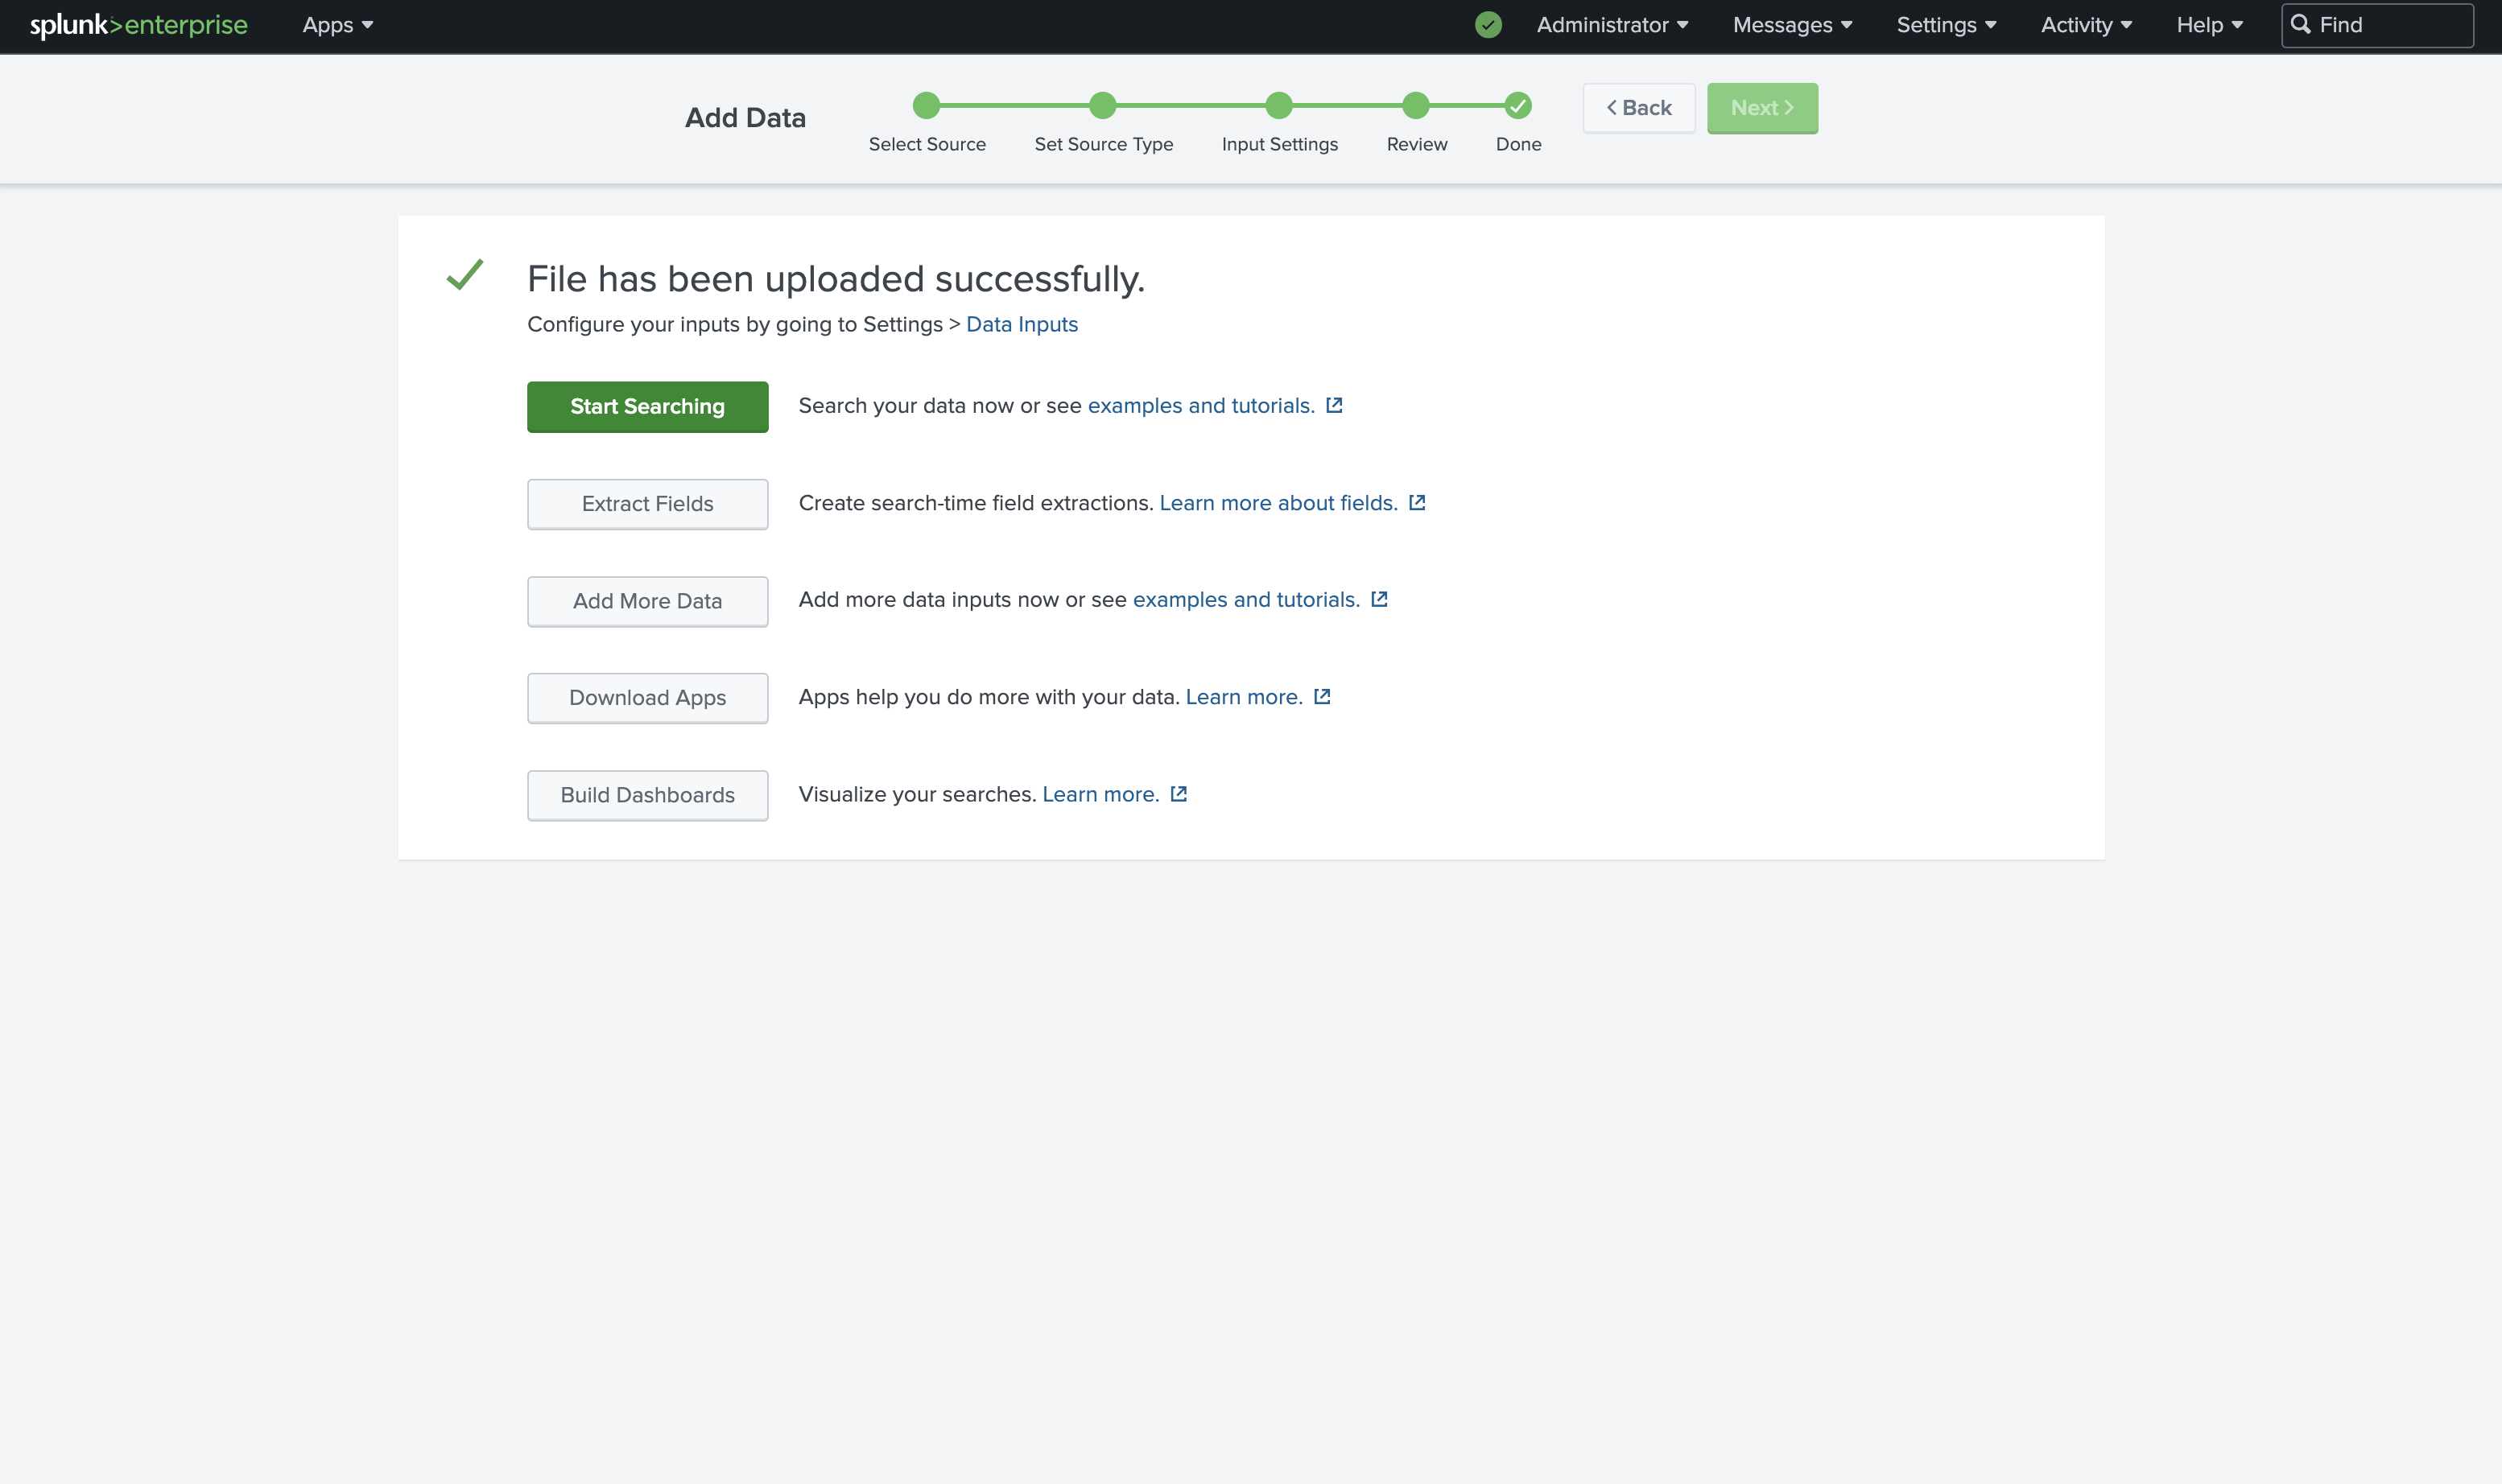 splunk>enterprise Apps Administrator Messages Settings Activity Help Find
Add Data
Select Source Set Source Type Input Settings Review Done
Back Next
File has been uploaded successfully.
Configure your inputs by going to Settings > Data Inputs
Start Searching Search your data now or see examples and tutorials.
Extract Fields Create search-time field extractions. Learn more about fields.
Add More Data Add more data inputs now or see examples and tutorials.
Download Apps Apps help you do more with your data. Learn more.
Build Dashboards Visualize your searches. Learn more.